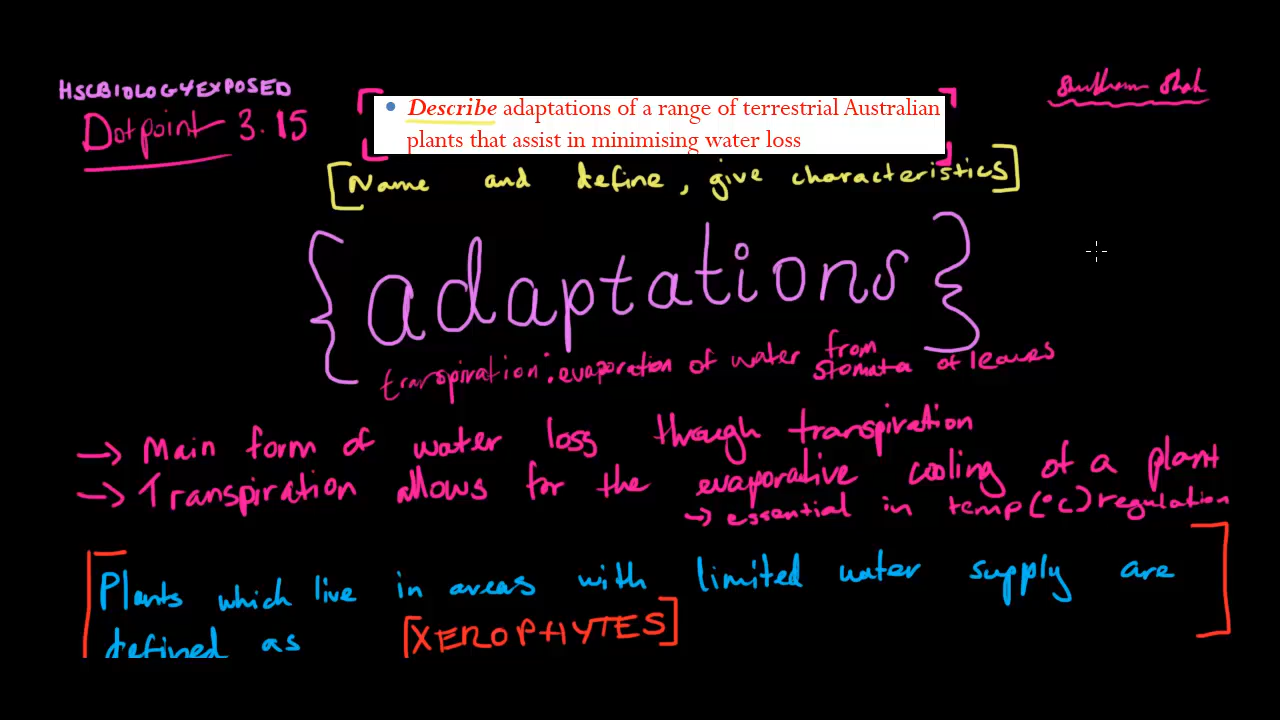 HSCBIOLOGYEXPOSED
Dotpoint 3.15
Shubham Shah
• Describe adaptations of a range of terrestrial Australian
plants that assist in minimising water loss
[Name and define, give characteristics]
{adaptations}
transpiration: evaporation of water from stomata of leaves
→ Main form of water loss through transpiration
→ Transpiration allows for the evaporative cooling of a plant
→ essential in temp (°C) regulation
[Plants which live in areas with limited water supply are
defined as [XEROPHYTES]]